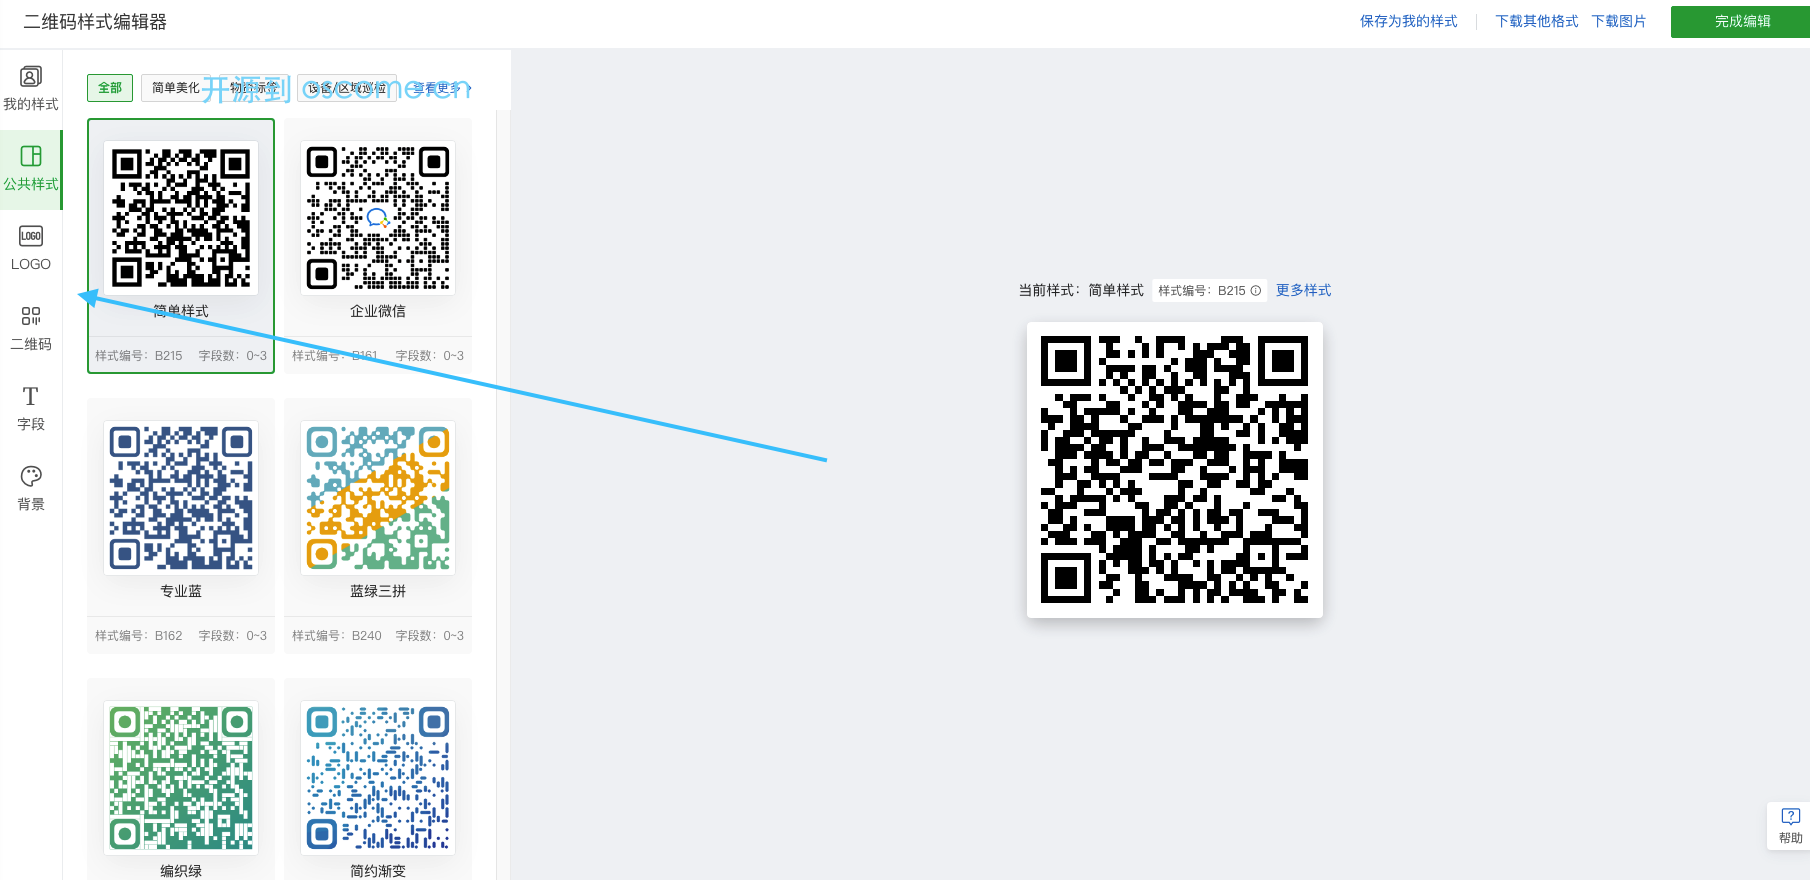 二维码样式编辑器
保存为我的样式
下载其他格式 下载图片
完成编辑
我的样式
公共样式
LOGO
LOGO
二维码
T
字段
背景
全部
简单美化
设备/区域巡检
查看更多
开源到 oscome.cn
简单样式
样式编号：B215 字段数：0~3
企业微信
样式编号：B161 字段数：0~3
专业蓝
样式编号：B162 字段数：0~3
蓝绿三拼
样式编号：B240 字段数：0~3
编织绿
简约渐变
当前样式：简单样式 样式编号：B215 更多样式
帮助